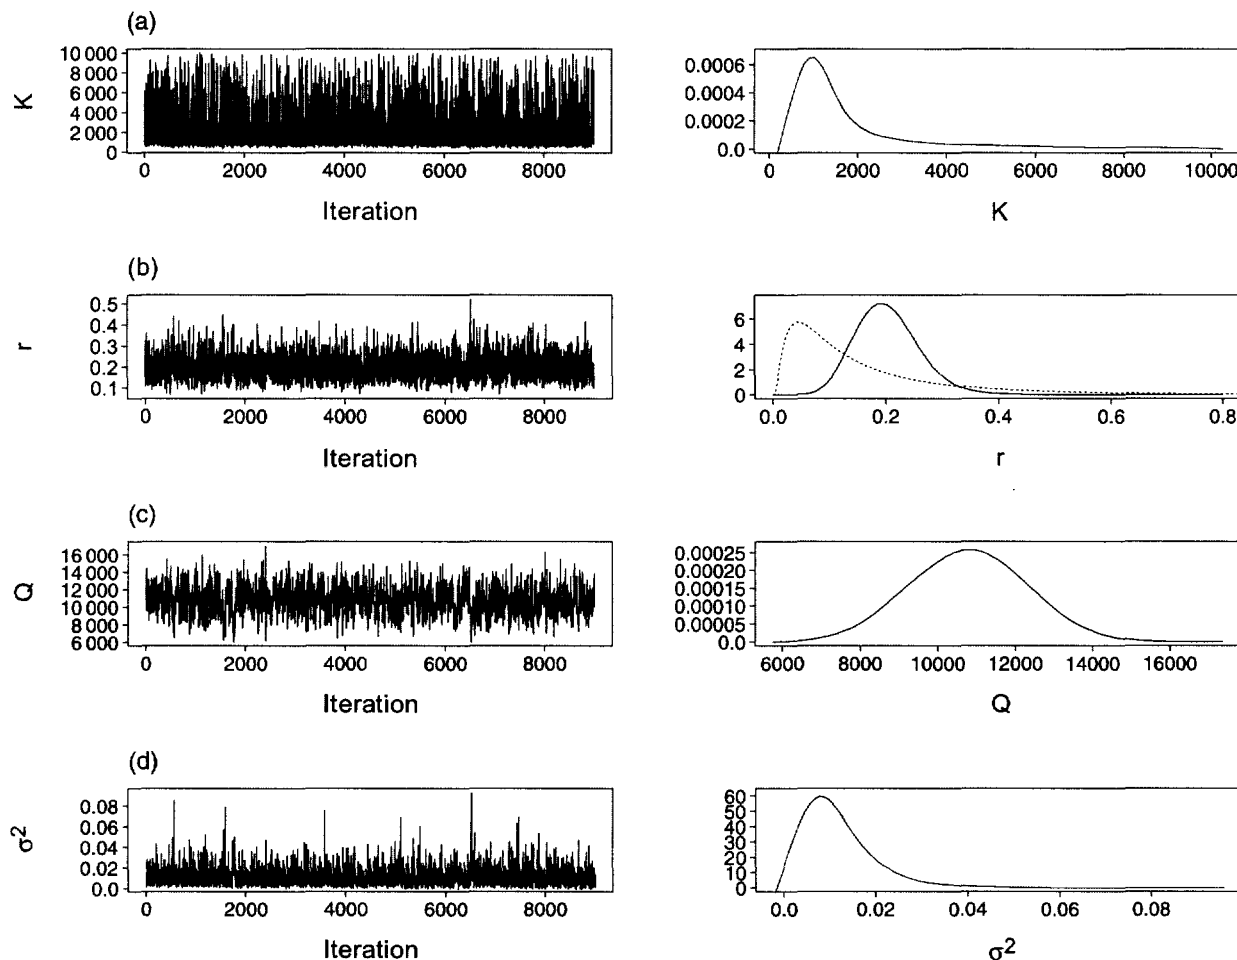 (a)
K
10 000
8 000
6 000
4 000
2 000
0
0 2000 4000 6000 8000
Iteration
0.0006
0.0004
0.0002
0.0
0 2000 4000 6000 8000 10000
K
(b)
r
0.5
0.4
0.3
0.2
0.1
0 2000 4000 6000 8000
Iteration
6
4
2
0
0.0 0.2 0.4 0.6 0.8
r
(c)
Q
16 000
14 000
12 000
10 000
8 000
6 000
0 2000 4000 6000 8000
Iteration
0.00025
0.00020
0.00015
0.00010
0.00005
0.0
6000 8000 10000 12000 14000 16000
Q
(d)
σ²
0.08
0.06
0.04
0.02
0.0
0 2000 4000 6000 8000
Iteration
60
50
40
30
20
10
0
0.0 0.02 0.04 0.06 0.08
σ²